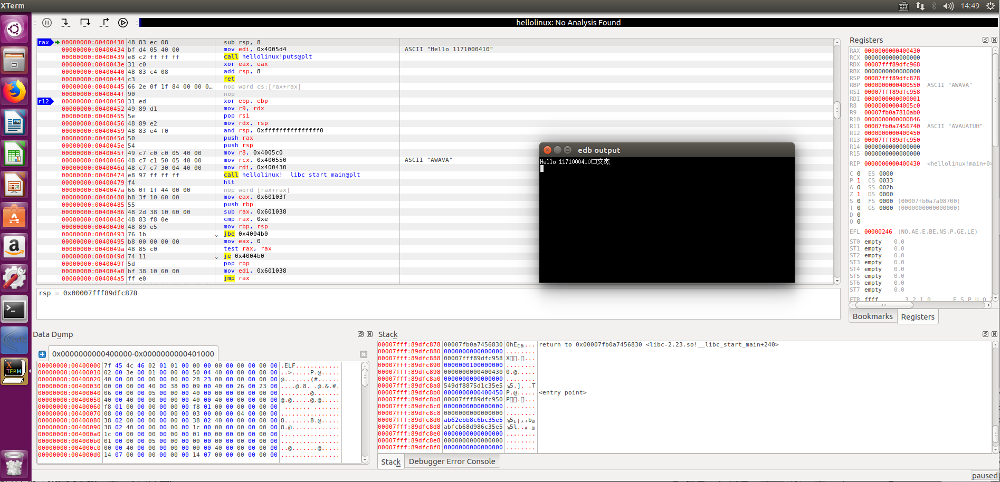 XTerm
14:49
hellolinux: No Analysis Found
rax 00000000:00400430 48 83 ec 08 sub rsp, 8
00000000:00400434 bf d4 05 40 00 mov edi, 0x4005d4 ASCII "Hello 1171000410"
00000000:00400439 e8 c2 ff ff ff call hellolinux!puts@plt
00000000:0040043e 31 c0 xor eax, eax
00000000:00400440 48 83 c4 08 add rsp, 8
00000000:00400444 c3 ret
00000000:00400445 66 2e 0f 1f 84 00 00 0… nop word cs:[rax+rax]
00000000:0040044f 90 nop
r12 00000000:00400450 31 ed xor ebp, ebp
00000000:00400452 49 89 d1 mov r9, rdx
00000000:00400455 5e pop rsi
00000000:00400456 48 89 e2 mov rdx, rsp
00000000:00400459 48 83 e4 f0 and rsp, 0xfffffffffffffff0
00000000:0040045d 50 push rax
00000000:0040045e 54 push rsp
00000000:0040045f 49 c7 c0 c0 05 40 00 mov r8, 0x4005c0
00000000:00400466 48 c7 c1 50 05 40 00 mov rcx, 0x400550 ASCII "AWAVA"
00000000:0040046d 48 c7 c7 30 04 40 00 mov rdi, 0x400430
00000000:00400474 e8 97 ff ff ff call hellolinux!__libc_start_main@plt
00000000:00400479 f4 hlt
00000000:0040047a 66 0f 1f 44 00 00 nop word [rax+rax]
00000000:00400480 b8 3f 10 60 00 mov eax, 0x60103f
00000000:00400485 55 push rbp
00000000:00400486 48 2d 38 10 60 00 sub rax, 0x601038
00000000:0040048c 48 83 f8 0e cmp rax, 0xe
00000000:00400490 48 89 e5 mov rbp, rsp
00000000:00400493 76 1b jbe 0x4004b0
00000000:00400495 b8 00 00 00 00 mov eax, 0
00000000:0040049a 48 85 c0 test rax, rax
00000000:0040049d 74 11 je 0x4004b0
00000000:0040049f 5d pop rbp
00000000:004004a0 bf 38 10 60 00 mov edi, 0x601038
00000000:004004a5 ff e0 jmp rax
rsp = 0x00007fff89dfc878
edb output
Hello 1171000410 文杰
Registers
RAX 0000000000400430
RCX 0000000000000000
RDX 00007fff89dfc968
RBX 0000000000000000
RSP 00007fff89dfc878
RBP 0000000000400550 ASCII "AWAVA"
RSI 00007fff89dfc958
RDI 0000000000000001
R8 00000000004005c0
R9 00007fb0a7810ab0
R10 0000000000000846
R11 00007fb0a7456740 ASCII "AVAUATUH"
R12 0000000000400450
R13 00007fff89dfc950
R14 0000000000000000
R15 0000000000000000
RIP 0000000000400430 <hellolinux!main+0>
C 0 ES 0000
P 1 CS 0033
A 0 SS 002b
Z 1 DS 0000
S 0 FS 0000 (00007fb0a7a08700)
T 0 GS 0000 (0000000000000000)
D 0
O 0
EFL 00000246 (NO,AE,E,BE,NS,P,GE,LE)
ST0 empty 0.0
ST1 empty 0.0
ST2 empty 0.0
ST3 empty 0.0
ST4 empty 0.0
ST5 empty 0.0
ST6 empty 0.0
ST7 empty 0.0
FTR ffff 3 2 1 0 E S P U O Z
Bookmarks Registers
Data Dump
0x0000000000400000-0x0000000000401000
00000000:00400000 7f 45 4c 46 02 01 01 00 00 00 00 00 00 00 00 00 .ELF............
00000000:00400010 02 00 3e 00 01 00 00 00 50 04 40 00 00 00 00 00 ..>.....P.@.....
00000000:00400020 40 00 00 00 00 00 00 00 28 23 00 00 00 00 00 00 @.......(#......
00000000:00400030 00 00 00 00 40 00 38 00 09 00 40 00 26 00 23 00 ....@.8. .@.&.#.
00000000:00400040 06 00 00 00 05 00 00 00 40 00 00 00 00 00 00 00 ........@.......
00000000:00400050 40 00 40 00 00 00 00 00 40 00 40 00 00 00 00 00 @.@.....@.@.....
00000000:00400060 f8 01 00 00 00 00 00 00 f8 01 00 00 00 00 00 00 ....... .......
00000000:00400070 08 00 00 00 00 00 00 00 03 00 00 00 04 00 00 00 ................
00000000:00400080 38 02 00 00 00 00 00 00 38 02 40 00 00 00 00 00 8.......8.@.....
00000000:00400090 38 02 40 00 00 00 00 00 1c 00 00 00 00 00 00 00 8.@.............
00000000:004000a0 1c 00 00 00 00 00 00 00 01 00 00 00 00 00 00 00 ................
00000000:004000b0 01 00 00 00 05 00 00 00 00 00 00 00 00 00 00 00 ................
00000000:004000c0 00 00 40 00 00 00 00 00 00 00 40 00 00 00 00 00 ..@.......@.....
00000000:004000d0 14 07 00 00 00 00 00 00 14 07 00 00 00 00 00 00 ................
Stack
00007fff:89dfc878 00007fb0a7456830 return to 0x00007fb0a7456830 <libc-2.23.so!__libc_start_main+240>
00007fff:89dfc880 0000000000000000 ........
00007fff:89dfc888 00007fff89dfc958
00007fff:89dfc890 0000000100000000 ........
00007fff:89dfc898 0000000000400430 0.@.....
00007fff:89dfc8a0 0000000000000000 ........
00007fff:89dfc8a8 549df8875d1c35e5
00007fff:89dfc8b0 0000000000400450 P.@..... <entry point>
00007fff:89dfc8b8 00007fff89dfc950
00007fff:89dfc8c0 0000000000000000 ........
00007fff:89dfc8c8 0000000000000000 ........
00007fff:89dfc8d0 ab62ebb8c6bc35e5
00007fff:89dfc8d8 abfcb68d986c35e5
00007fff:89dfc8e0 0000000000000000 ........
00007fff:89dfc8e8 0000000000000000 ........
00007fff:89dfc8f0 0000000000000000 ........
Stack Debugger Error Console
paused